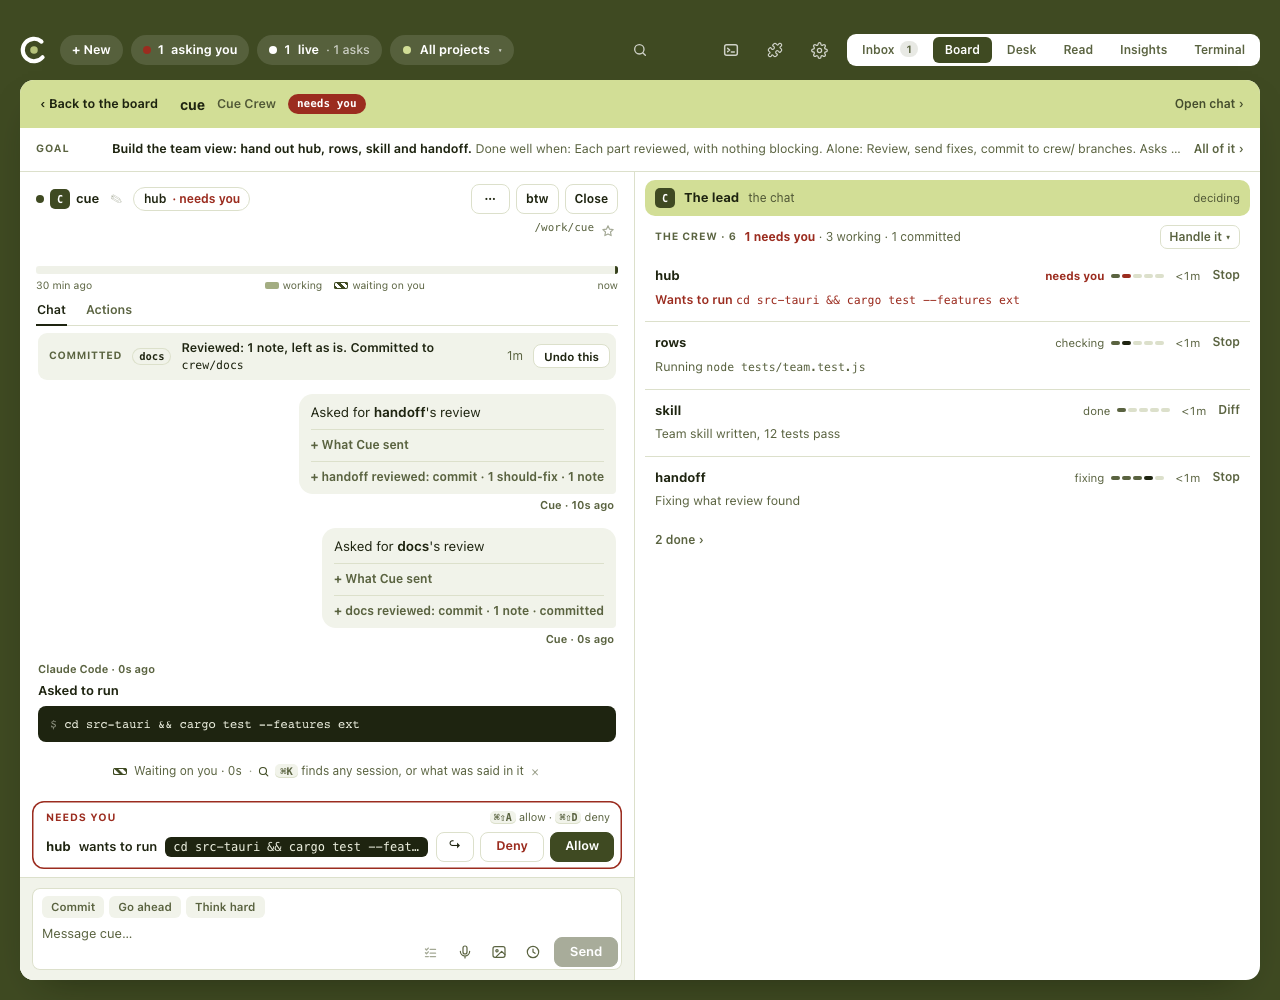 + New
1 asking you
1 live · 1 asks
All projects ·
Inbox 1
Board
Desk
Read
Insights
Terminal
‹ Back to the board
cue
Cue Crew
needs you
Open chat ›
GOAL
Build the team view: hand out hub, rows, skill and handoff. Done well when: Each part reviewed, with nothing blocking. Alone: Review, send fixes, commit to crew/ branches. Asks ...
All of it ›
C cue
hub · needs you
···
btw
Close
/work/cue
30 min ago
working
waiting on you
now
Chat
Actions
COMMITTED docs Reviewed: 1 note, left as is. Committed to
crew/docs
1m
Undo this
Asked for handoff's review
+ What Cue sent
+ handoff reviewed: commit · 1 should-fix · 1 note
Cue · 10s ago
Asked for docs's review
+ What Cue sent
+ docs reviewed: commit · 1 note · committed
Cue · 0s ago
Claude Code · 0s ago
Asked to run
$ cd src-tauri && cargo test --features ext
Waiting on you · 0s · ⌘K finds any session, or what was said in it ×
NEEDS YOU
⌘⇧A allow · ⌘⇧D deny
hub wants to run cd src-tauri && cargo test --feat…
Deny
Allow
Commit
Go ahead
Think hard
Message cue...
Send
C The lead the chat
deciding
THE CREW · 6 1 needs you · 3 working · 1 committed
Handle it ▾
hub
needs you <1m Stop
Wants to run cd src-tauri && cargo test --features ext
rows
checking <1m Stop
Running node tests/team.test.js
skill
done <1m Diff
Team skill written, 12 tests pass
handoff
fixing <1m Stop
Fixing what review found
2 done ›